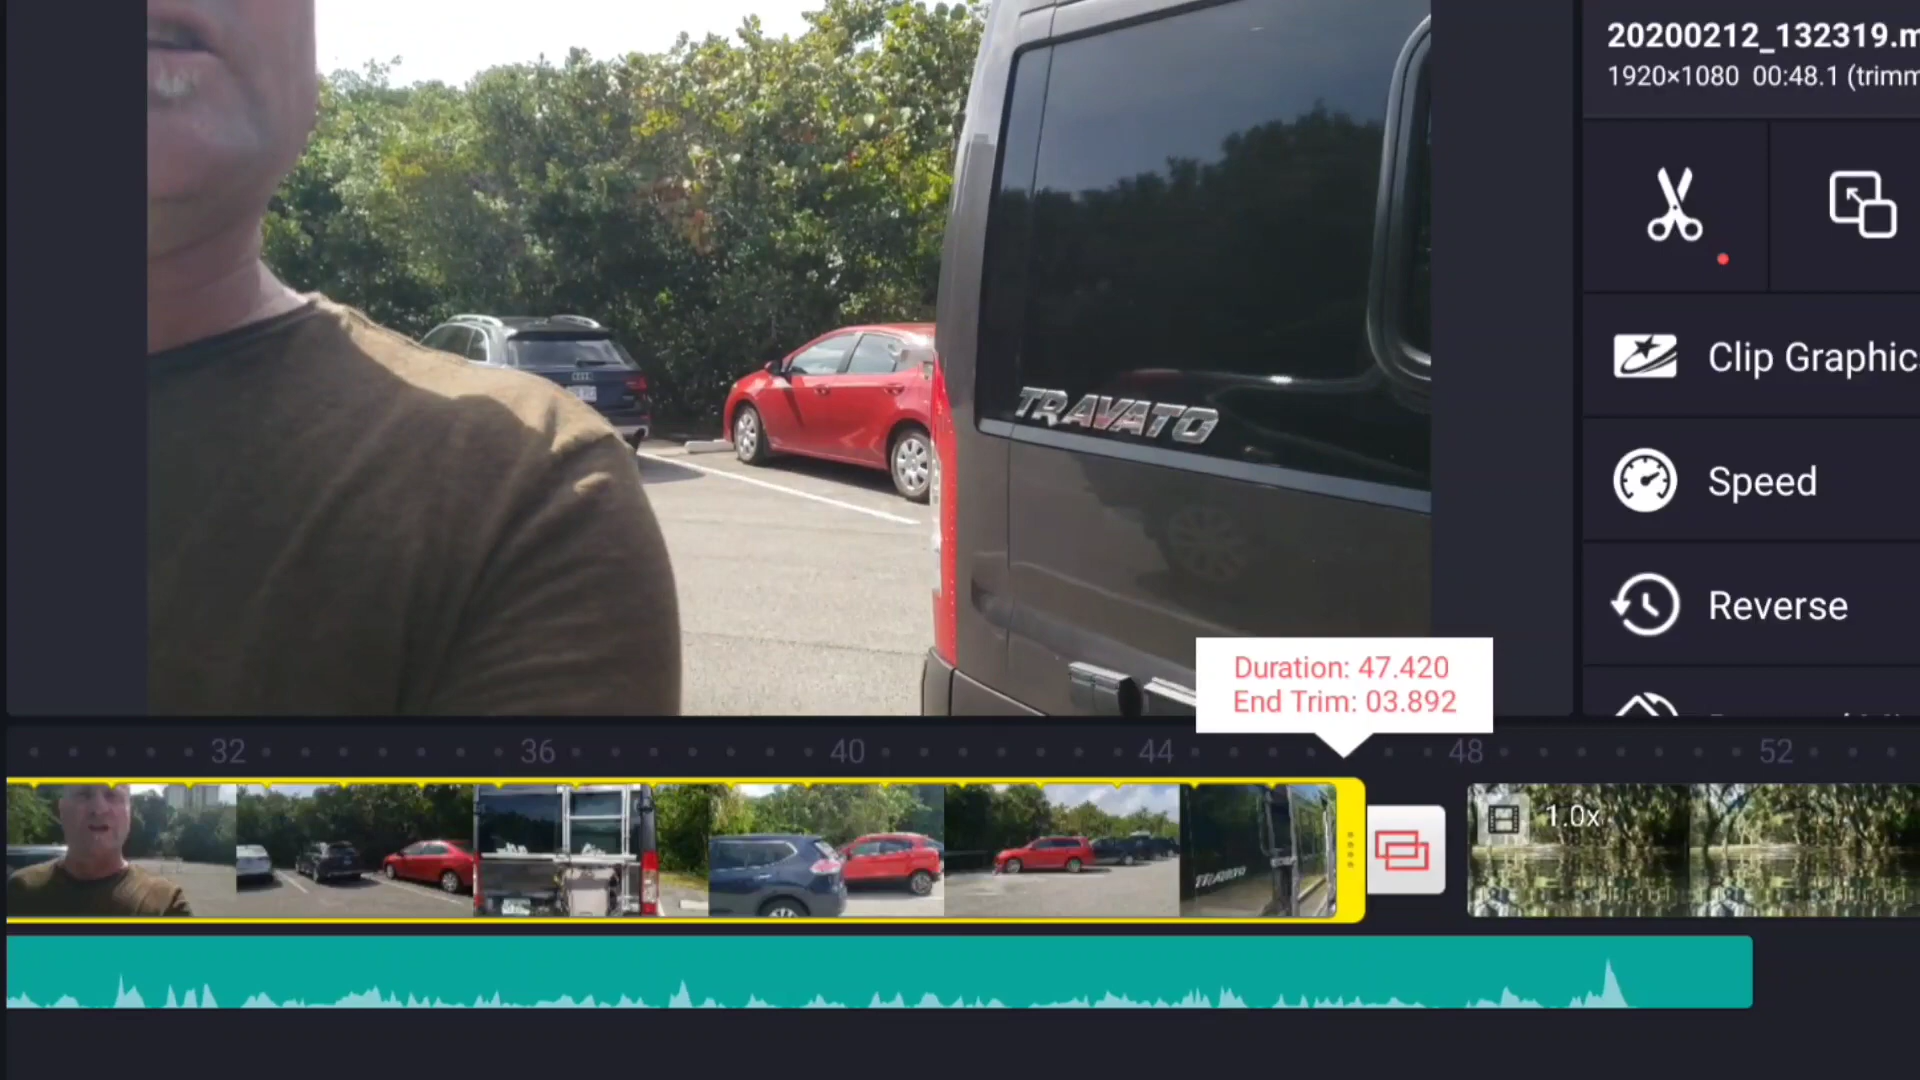 20200212_132319.m
1920×1080 00:48.1 (trimm
TRAVATO
Clip Graphic
Speed
Reverse
Duration: 47.420
End Trim: 03.892
32 36 40 44 48 52
1.0x
TRAVATO